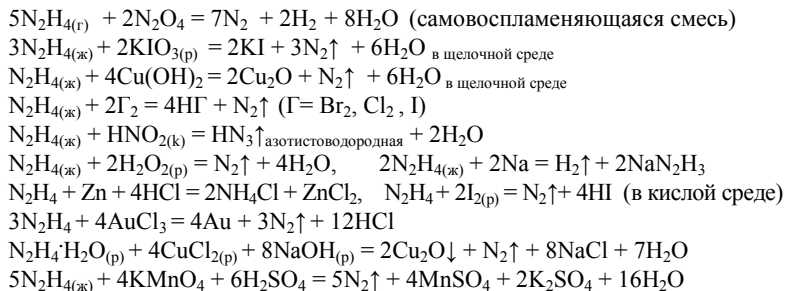 5N₂H₄₍г₎ + 2N₂O₄ = 7N₂ + 2H₂ + 8H₂O (самовоспламеняющаяся смесь)
3N₂H₄₍ж₎ + 2KIO₃₍р₎ = 2KI + 3N₂↑ + 6H₂O в щелочной среде
N₂H₄₍ж₎ + 4Cu(OH)₂ = 2Cu₂O + N₂↑ + 6H₂O в щелочной среде
N₂H₄₍ж₎ + 2Г₂ = 4НГ + N₂↑ (Г= Br₂, Cl₂ , I)
N₂H₄₍ж₎ + HNO₂₍k₎ = HN₃↑азотистоводородная + 2H₂O
N₂H₄₍ж₎ + 2H₂O₂₍р₎ = N₂↑ + 4H₂O, 2N₂H₄₍ж₎ + 2Na = H₂↑ + 2NaN₂H₃
N₂H₄ + Zn + 4HCl = 2NH₄Cl + ZnCl₂, N₂H₄ + 2I₂₍р₎ = N₂↑+ 4HI (в кислой среде)
3N₂H₄ + 4AuCl₃ = 4Au + 3N₂↑ + 12HCl
N₂H₄·H₂O₍р₎ + 4CuCl₂₍р₎ + 8NaOH₍р₎ = 2Cu₂O↓ + N₂↑ + 8NaCl + 7H₂O
5N₂H₄₍ж₎ + 4KMnO₄ + 6H₂SO₄ = 5N₂↑ + 4MnSO₄ + 2K₂SO₄ + 16H₂O